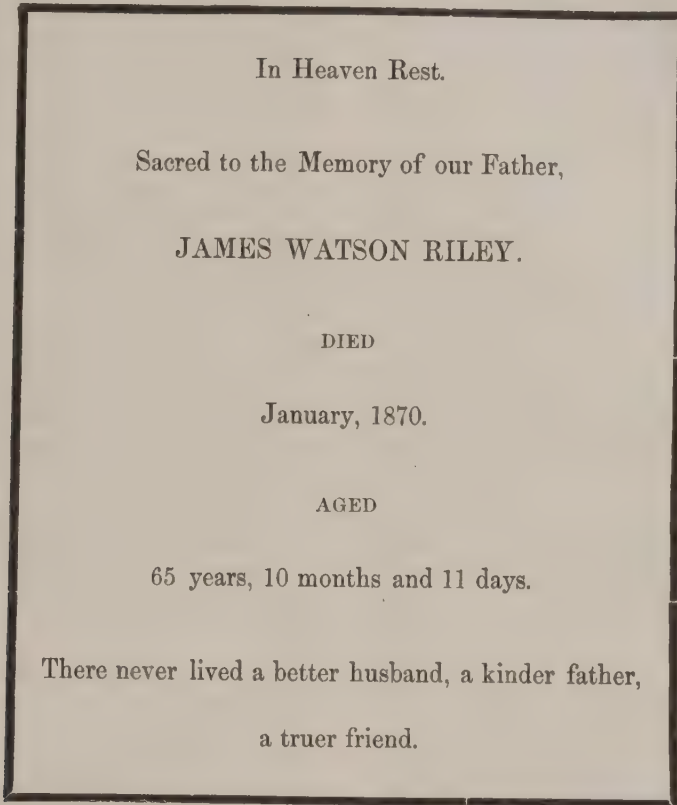 In Heaven Rest.
Sacred to the Memory of our Father,
JAMES WATSON RILEY.
DIED
January, 1870.
AGED
65 years, 10 months and 11 days.
There never lived a better husband, a kinder father,
a truer friend.